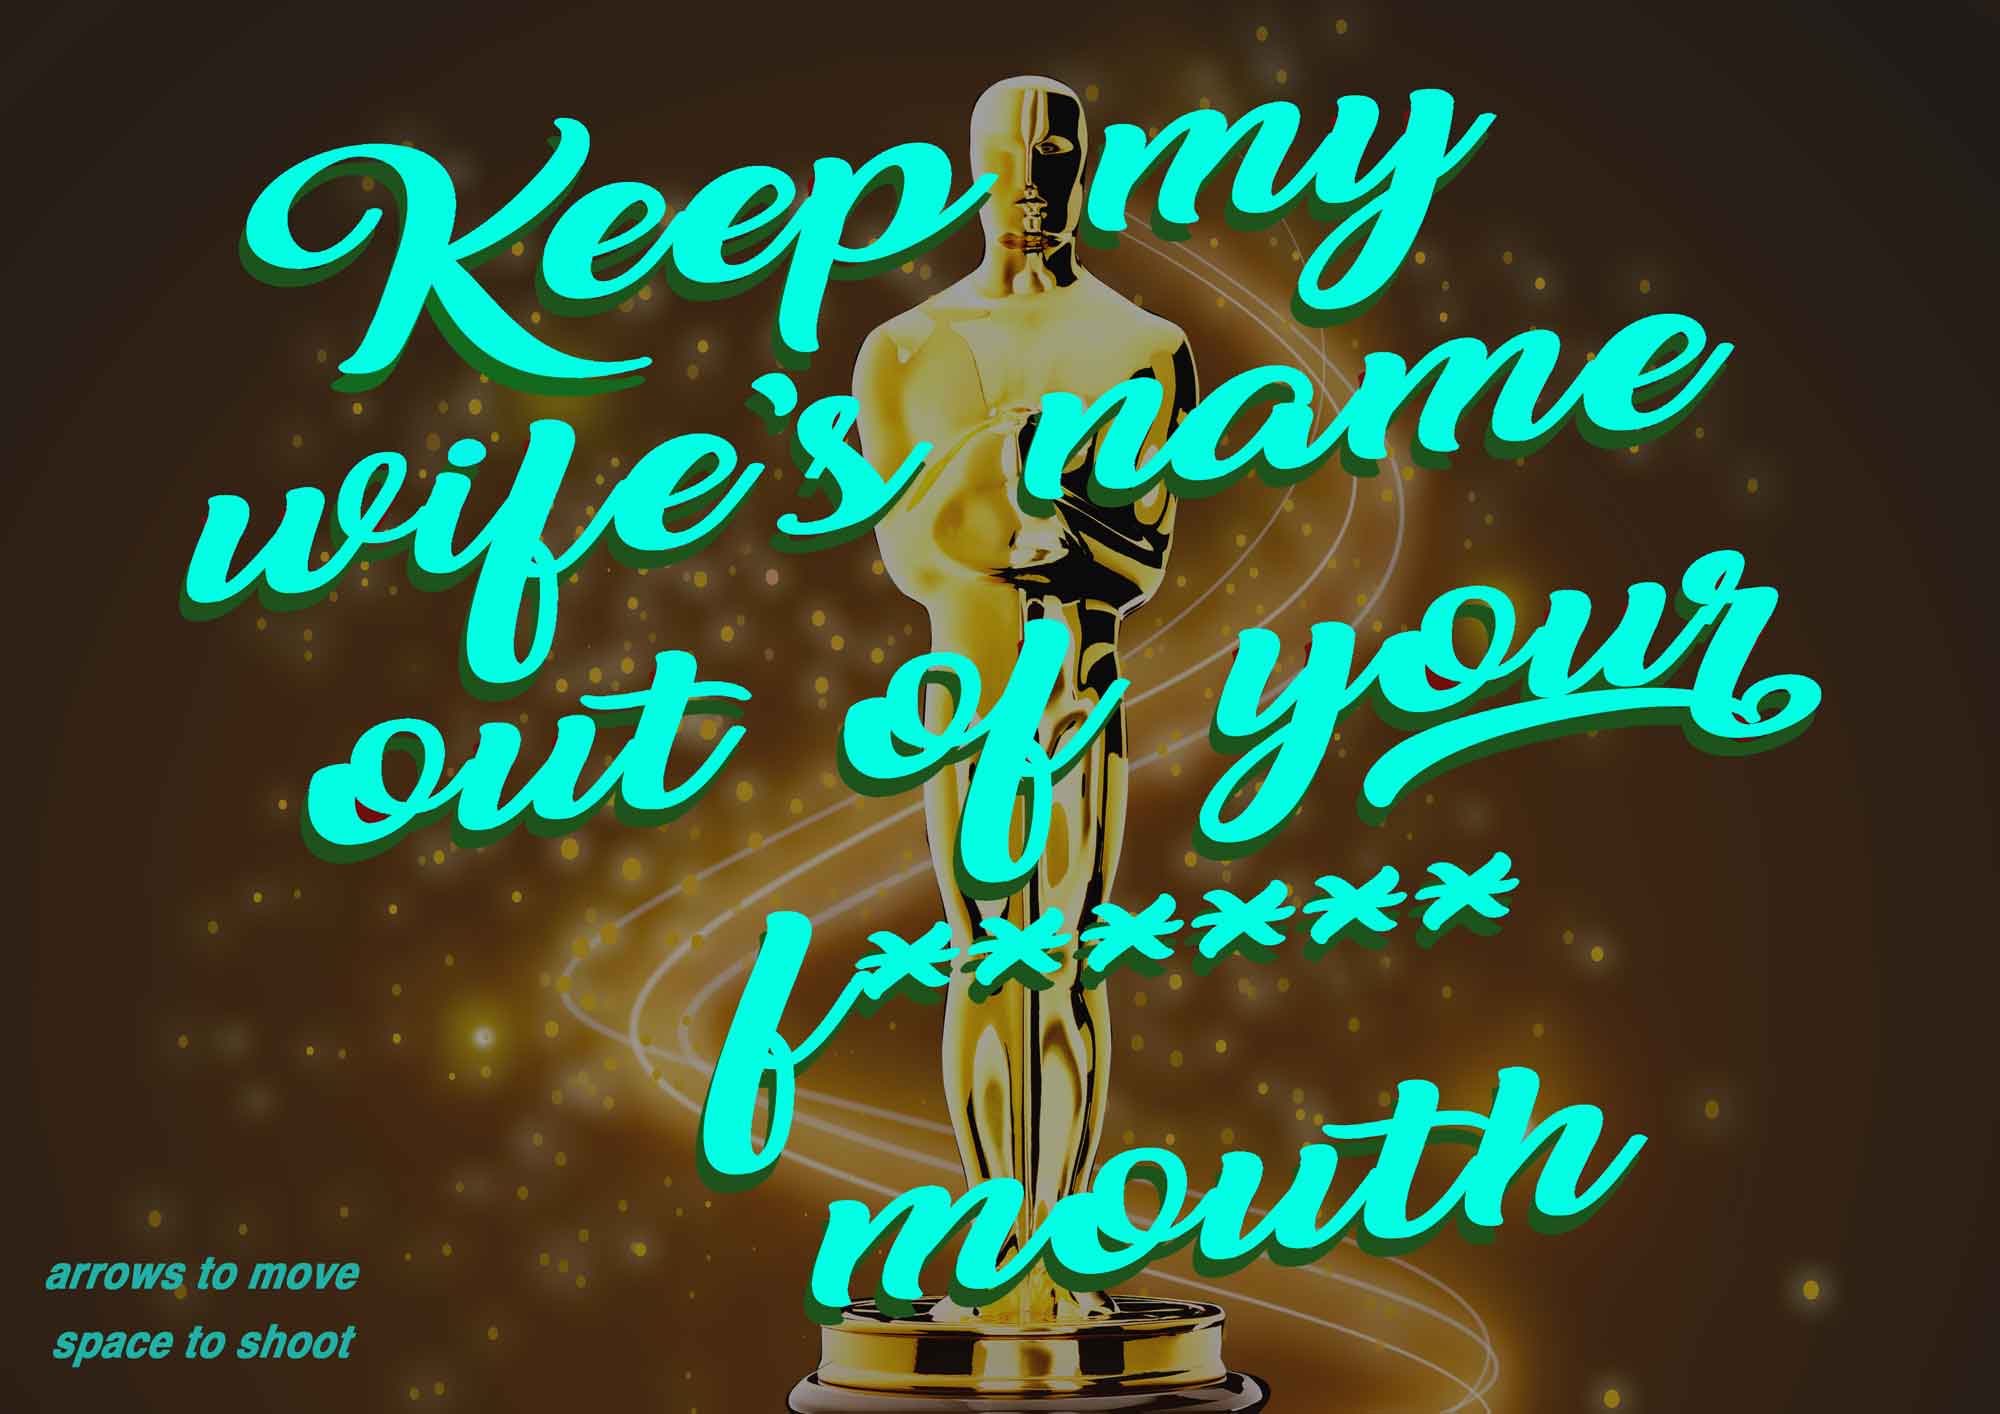 Keep my
wife's name
out of your
f******
mouth
arrows to move
space to shoot